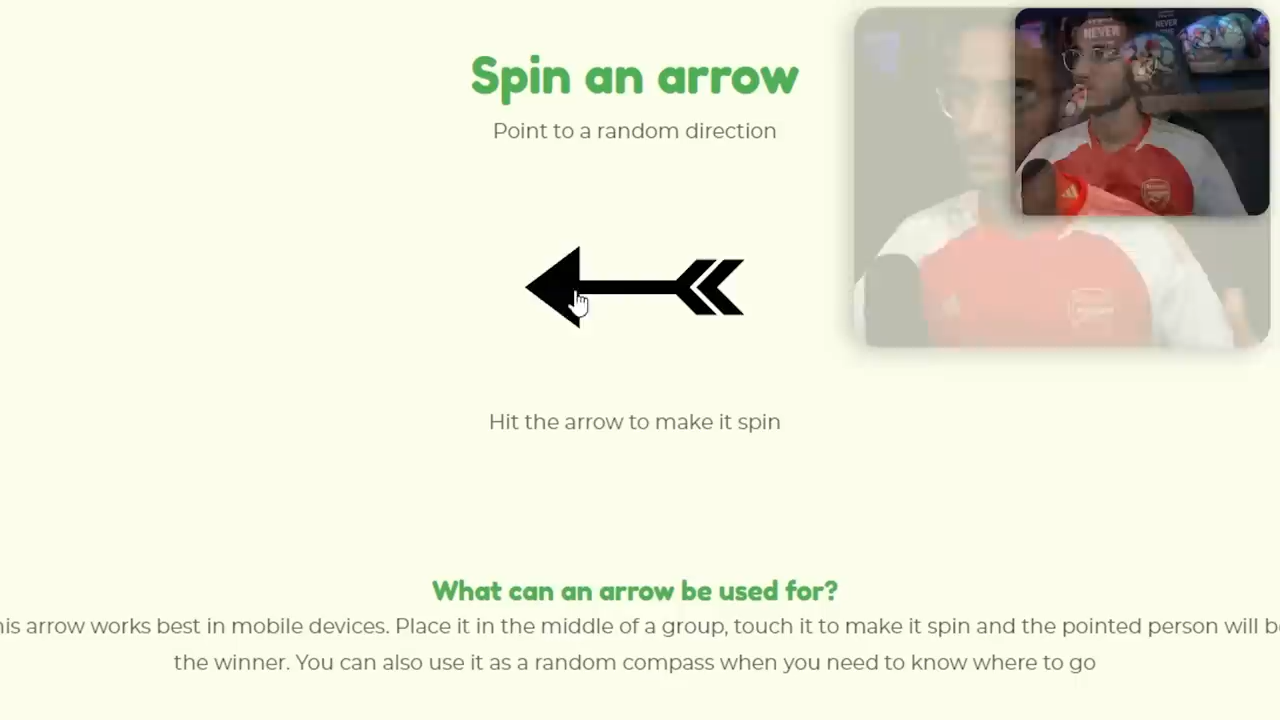 Spin an arrow
Point to a random direction
NEVER
NEVER
Hit the arrow to make it spin
What can an arrow be used for?
his arrow works best in mobile devices. Place it in the middle of a group, touch it to make it spin and the pointed person will b
the winner. You can also use it as a random compass when you need to know where to go